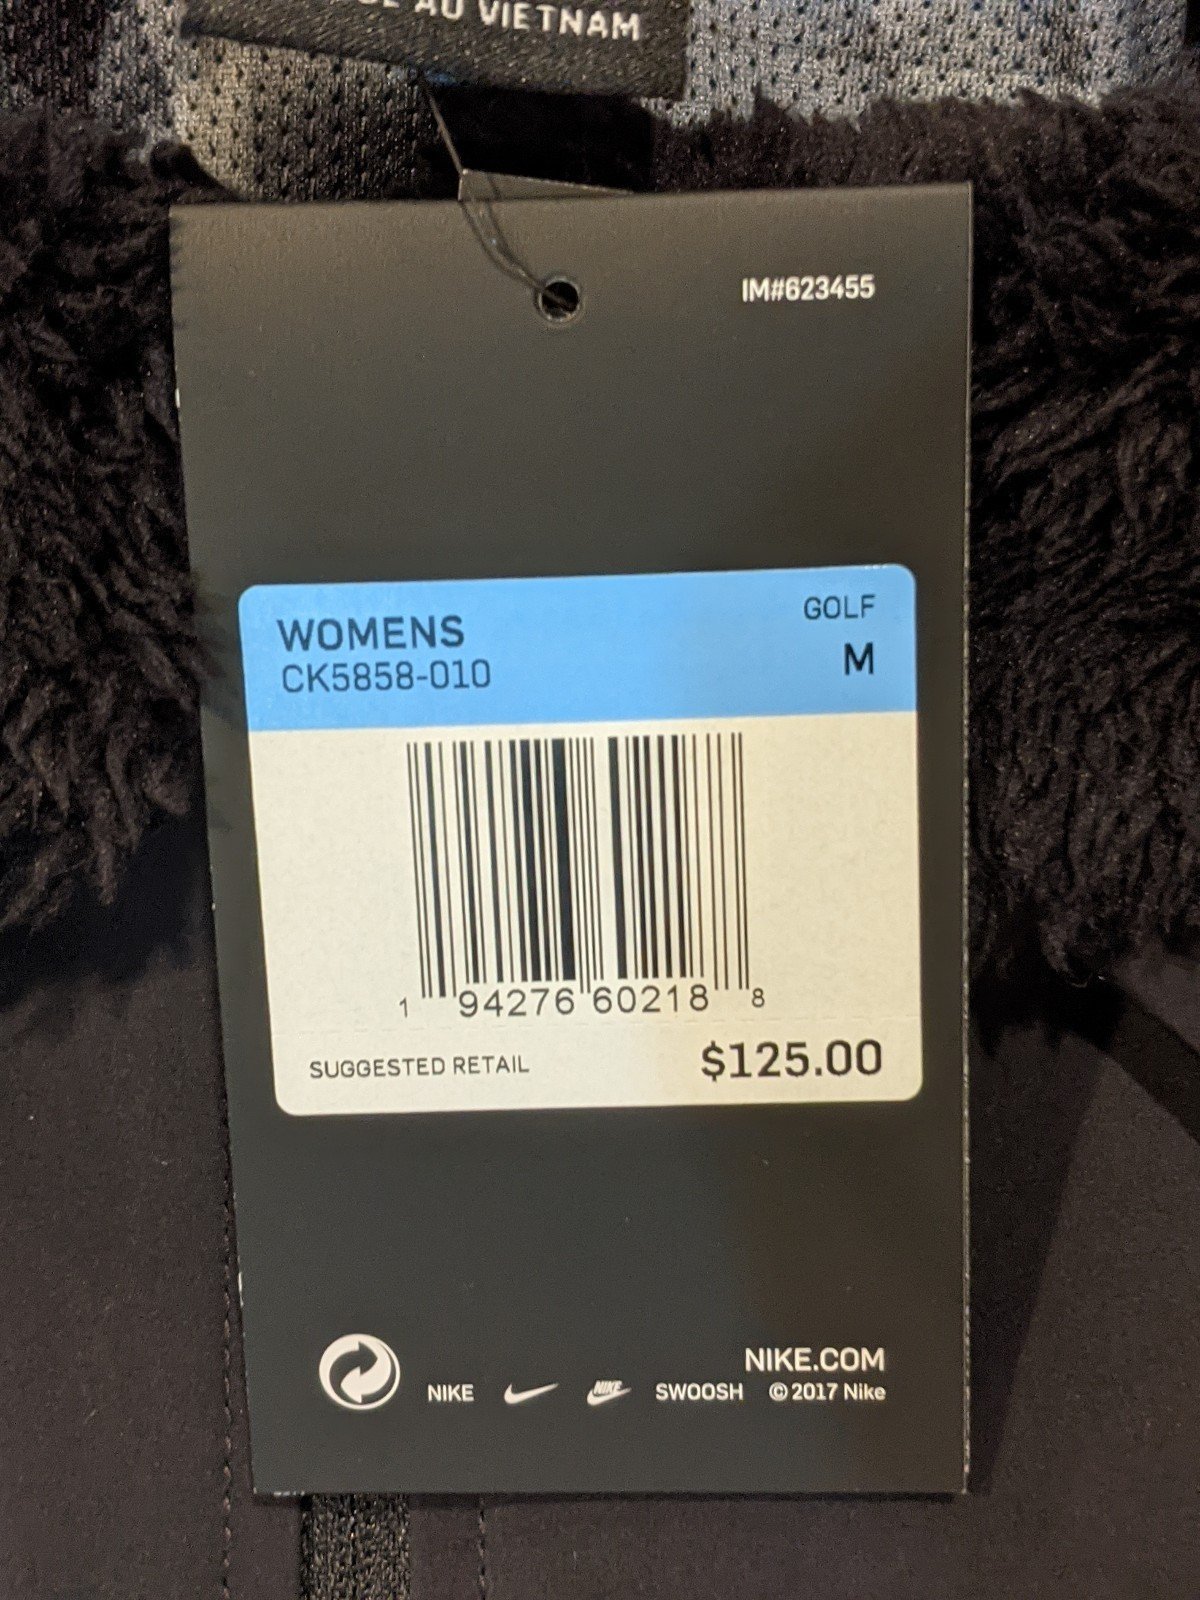 AU VIETNAM
IM#623455
WOMENS
GOLF
CK5858-010
M
1 94276 60218 8
SUGGESTED RETAIL $125.00
NIKE.COM
NIKE NIKE SWOOSH ©2017 Nike